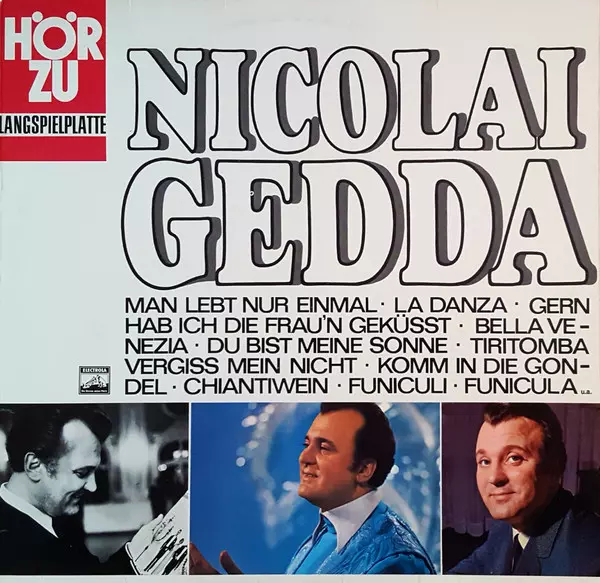 HÖR
ZU
LANGSPIELPLATTE
NICOLAI
GEDDA
MAN LEBT NUR EINMAL · LA DANZA · GERN
HAB ICH DIE FRAU'N GEKÜSST · BELLA VE-
NEZIA · DU BIST MEINE SONNE · TIRITOMBA
VERGISS MEIN NICHT · KOMM IN DIE GON-
DEL · CHIANTIWEIN · FUNICULI · FUNICULA u.a.
ELECTROLA